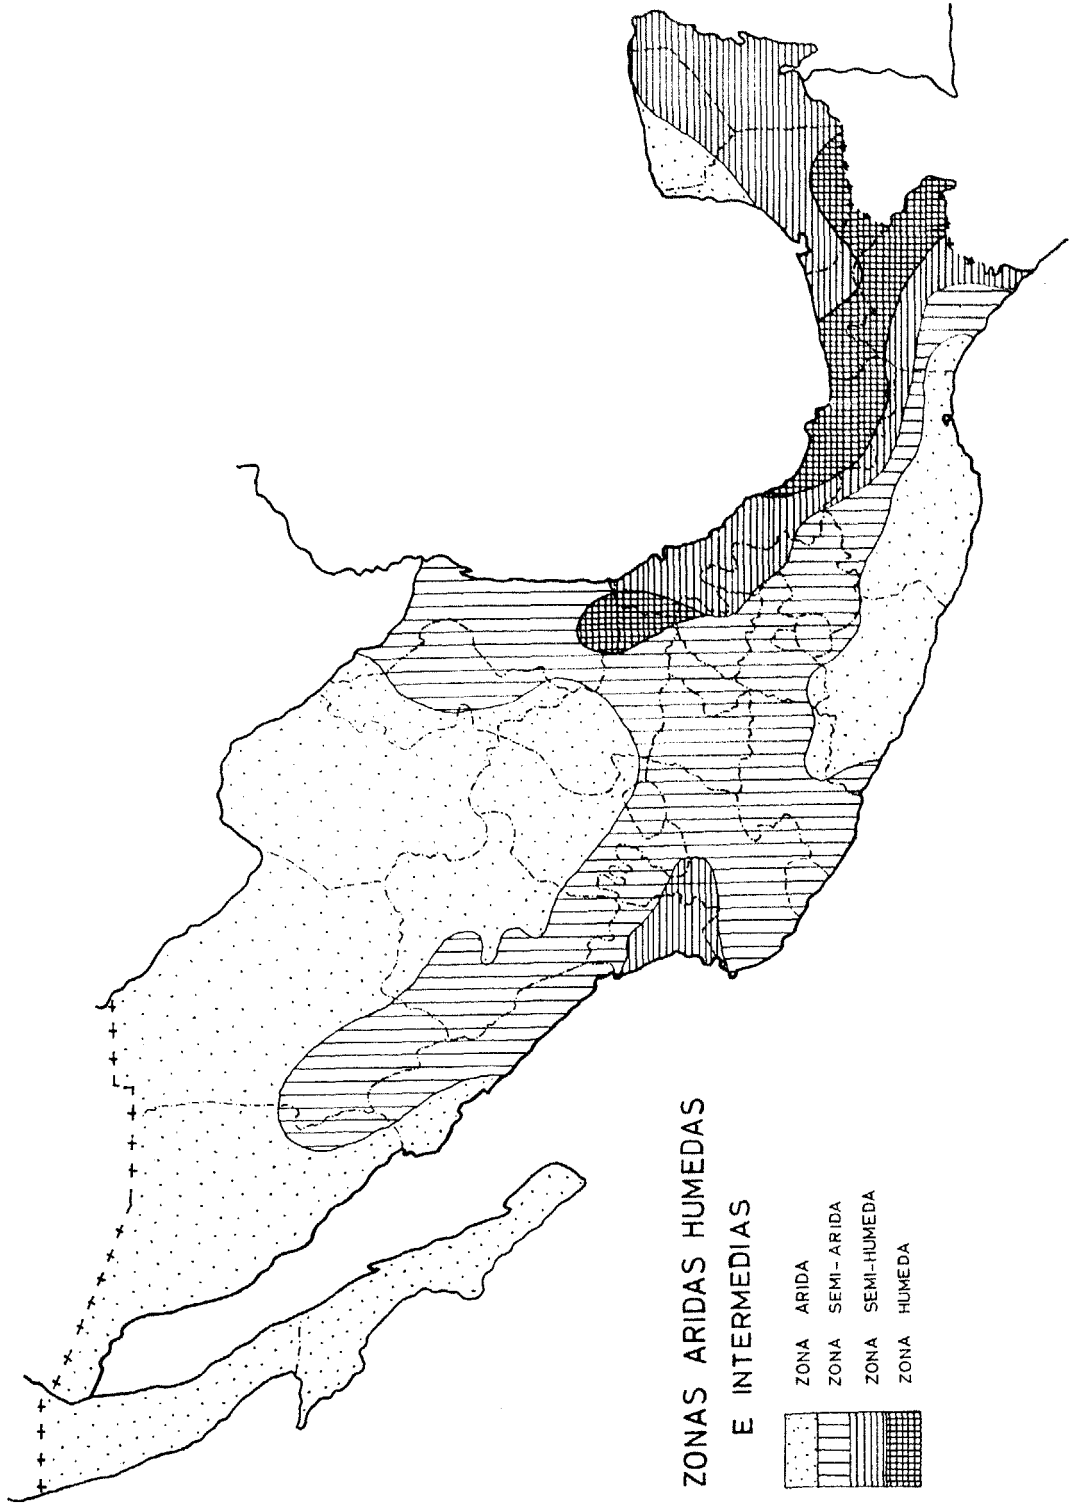 ZONAS ARIDAS HUMEDAS
E INTERMEDIAS
ZONA ARIDA
ZONA SEMI-ARIDA
ZONA SEMI-HUMEDA
ZONA HUMEDA